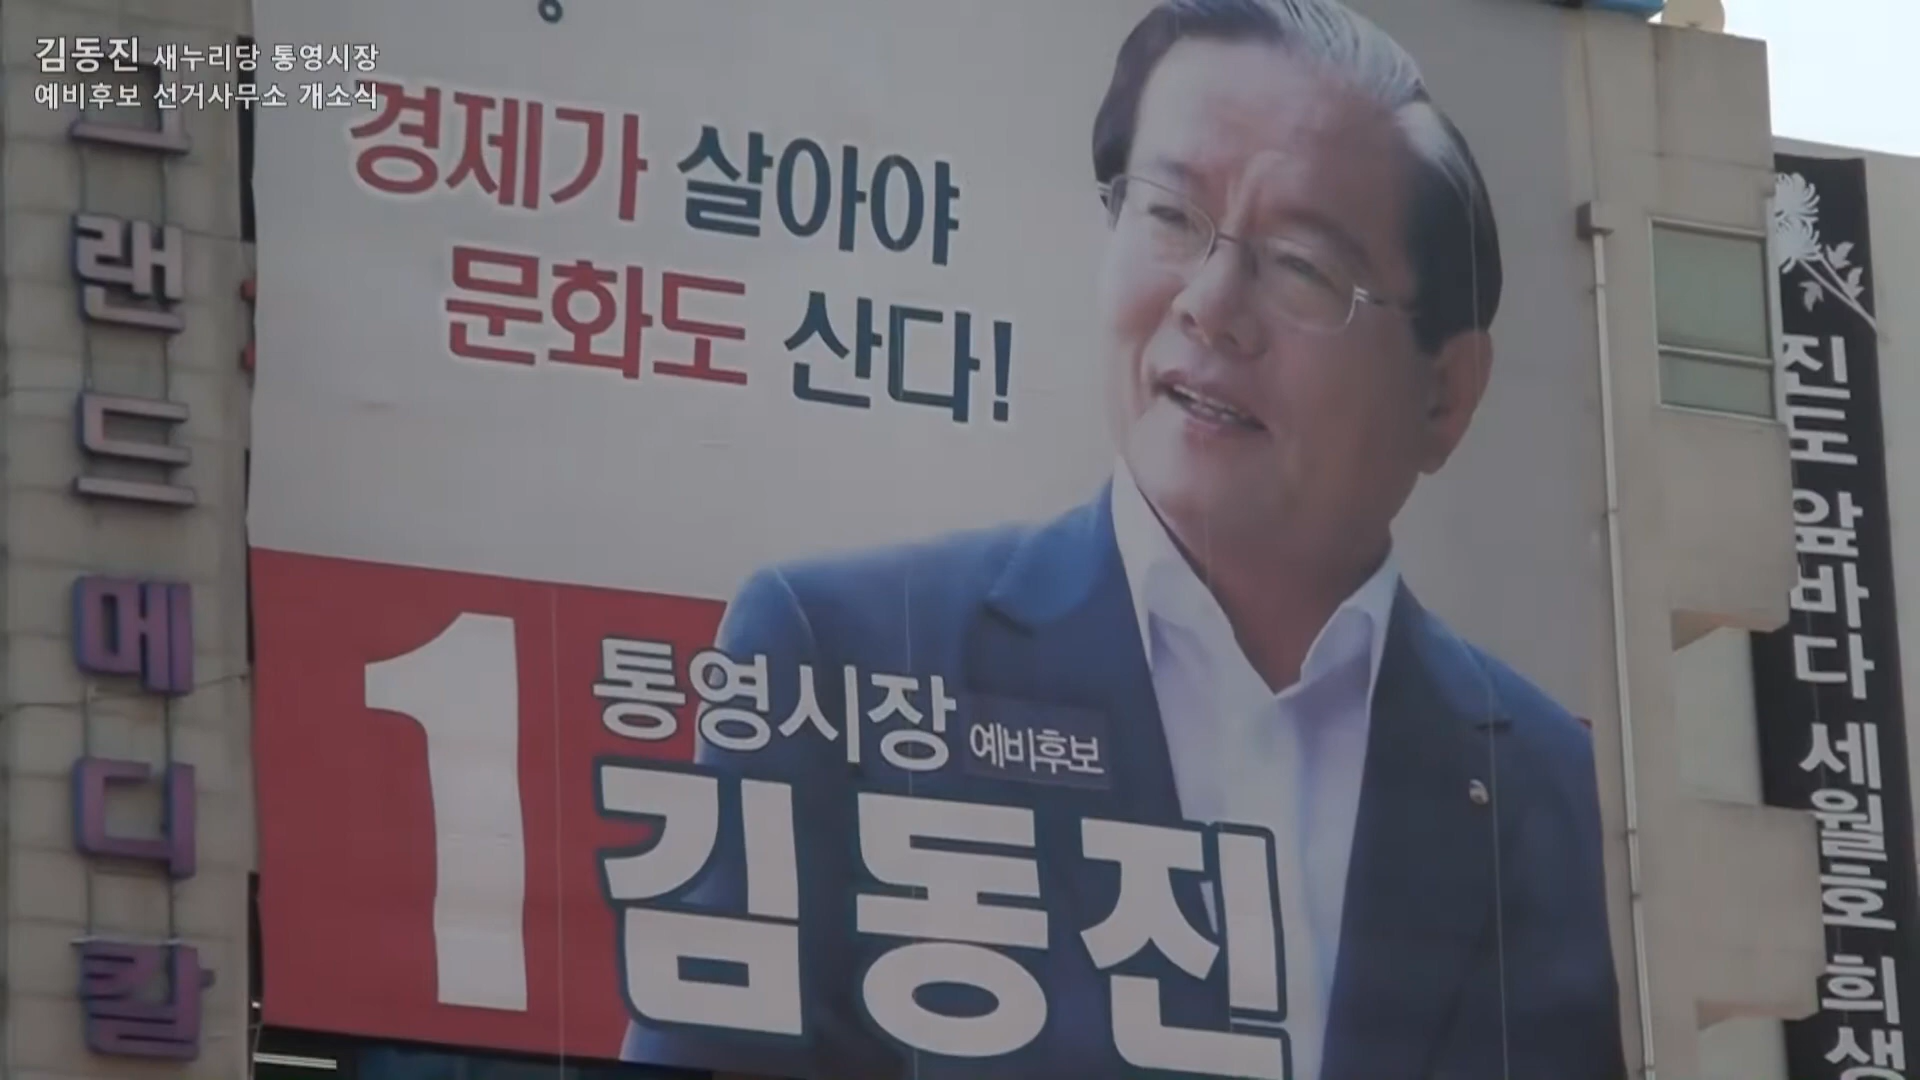 김동진 새누리당 통영시장
예비후보 선거사무소 개소식
경제가 살아야
문화도 산다!
1
통영시장 예비후보
김동진
그랜드메디칼
진도 앞바다 세월호 희생